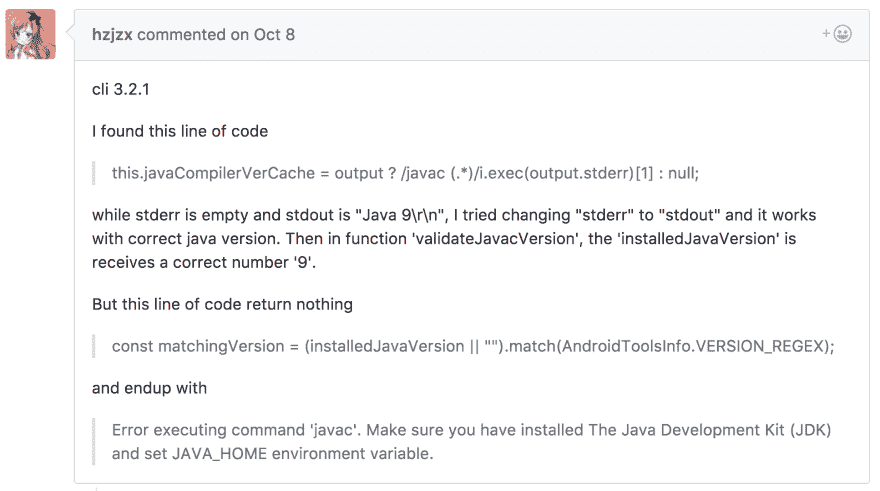 hzjzx commented on Oct 8
cli 3.2.1
I found this line of code
this.javaCompilerVerCache = output ? /javac (.*)/i.exec(output.stderr)[1] : null;
while stderr is empty and stdout is "Java 9\r\n", I tried changing "stderr" to "stdout" and it works
with correct java version. Then in function 'validateJavacVersion', the 'installedJavaVersion' is
receives a correct number '9'.
But this line of code return nothing
const matchingVersion = (installedJavaVersion || "").match(AndroidToolsInfo.VERSION_REGEX);
and endup with
Error executing command 'javac'. Make sure you have installed The Java Development Kit (JDK)
and set JAVA_HOME environment variable.